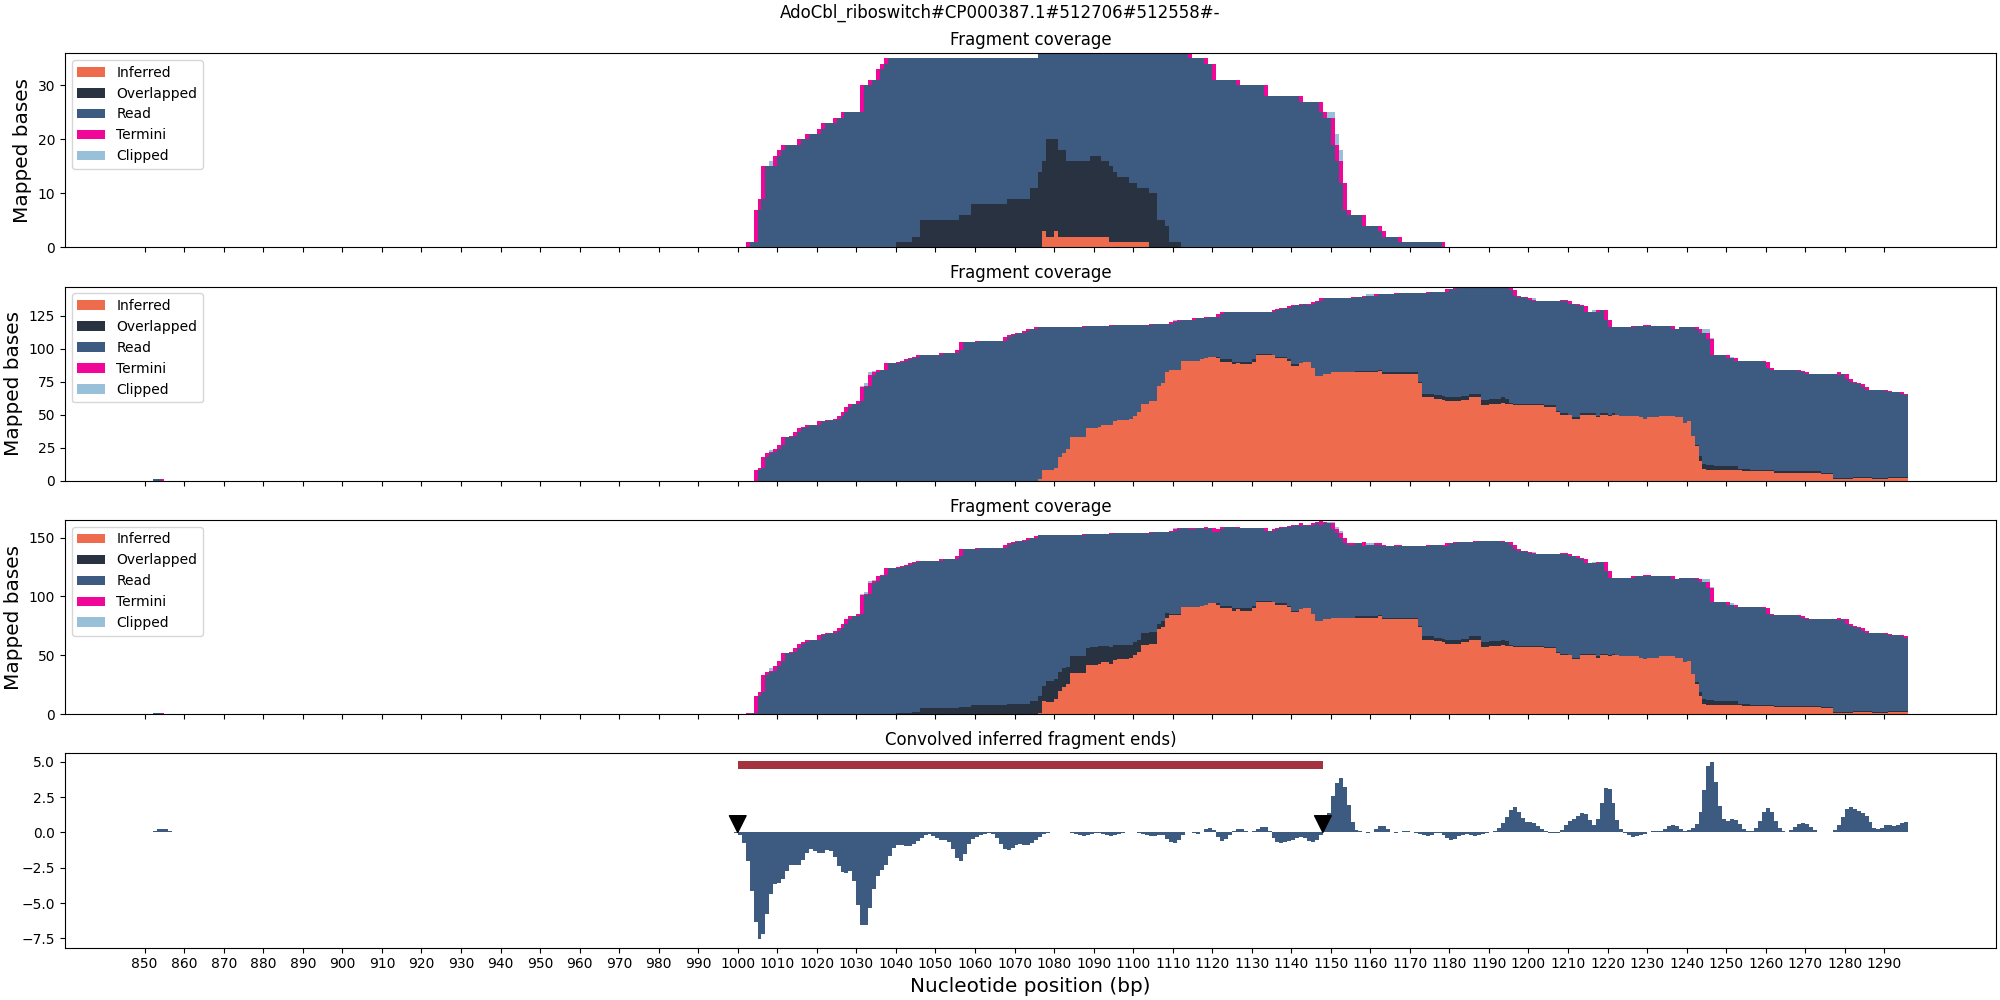 AdoCbl_riboswitch#CP000387.1#512706#512558#-
Fragment coverage
Mapped bases
30
20
10
0
Inferred
Overlapped
Read
Termini
Clipped
Fragment coverage
Mapped bases
125
100
75
50
25
0
Inferred
Overlapped
Read
Termini
Clipped
Fragment coverage
Mapped bases
150
100
50
0
Inferred
Overlapped
Read
Termini
Clipped
Convolved inferred fragment ends)
5.0
2.5
0.0
−2.5
−5.0
−7.5
850 860 870 880 890 900 910 920 930 940 950 960 970 980 990 1000 1010 1020 1030 1040 1050 1060 1070 1080 1090 1100 1110 1120 1130 1140 1150 1160 1170 1180 1190 1200 1210 1220 1230 1240 1250 1260 1270 1280 1290
Nucleotide position (bp)